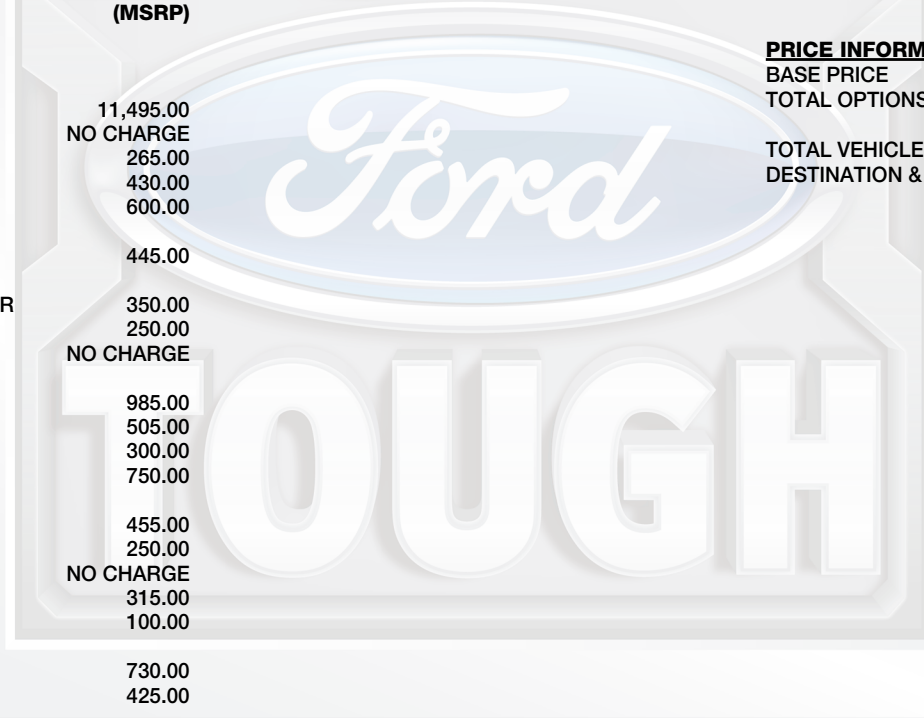 (MSRP)
11,495.00
NO CHARGE
265.00
430.00
600.00
445.00
R 350.00
250.00
NO CHARGE
985.00
505.00
300.00
750.00
455.00
250.00
NO CHARGE
315.00
100.00
730.00
425.00
PRICE INFORM
BASE PRICE
TOTAL OPTIONS
TOTAL VEHICLE
DESTINATION &
Ford
TOUGH